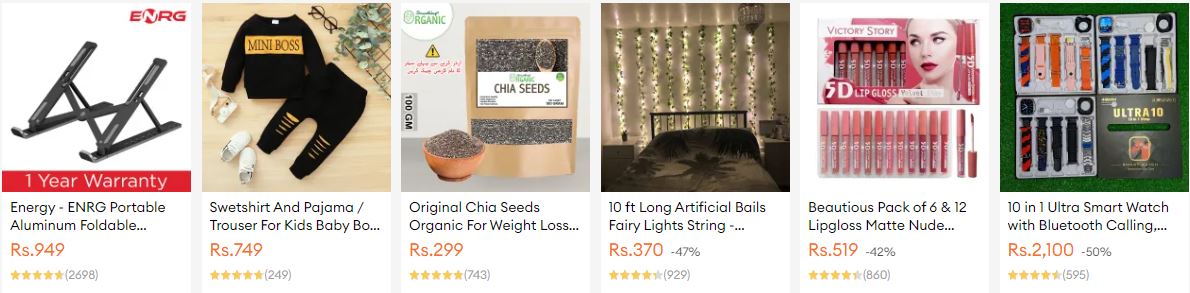 ENRG
1 Year Warranty
Energy - ENRG Portable
Aluminum Foldable...
Rs.949
(2698)
MINI BOSS
Swetshirt And Pajama /
Trouser For Kids Baby Bo...
Rs.749
(249)
ORGANIC
100 GM
ORGANIC
CHIA SEEDS
Original Chia Seeds
Organic For Weight Loss...
Rs.299
(743)
10 ft Long Artificial Bails
Fairy Lights String -...
Rs.370 -47%
(929)
VICTORY STORY
5D LIP GLOSS
Beautious Pack of 6 & 12
Lipgloss Matte Nude...
Rs.519 -42%
(860)
ULTRA10
10 in 1 Ultra Smart Watch
with Bluetooth Calling,...
Rs.2,100 -50%
(595)